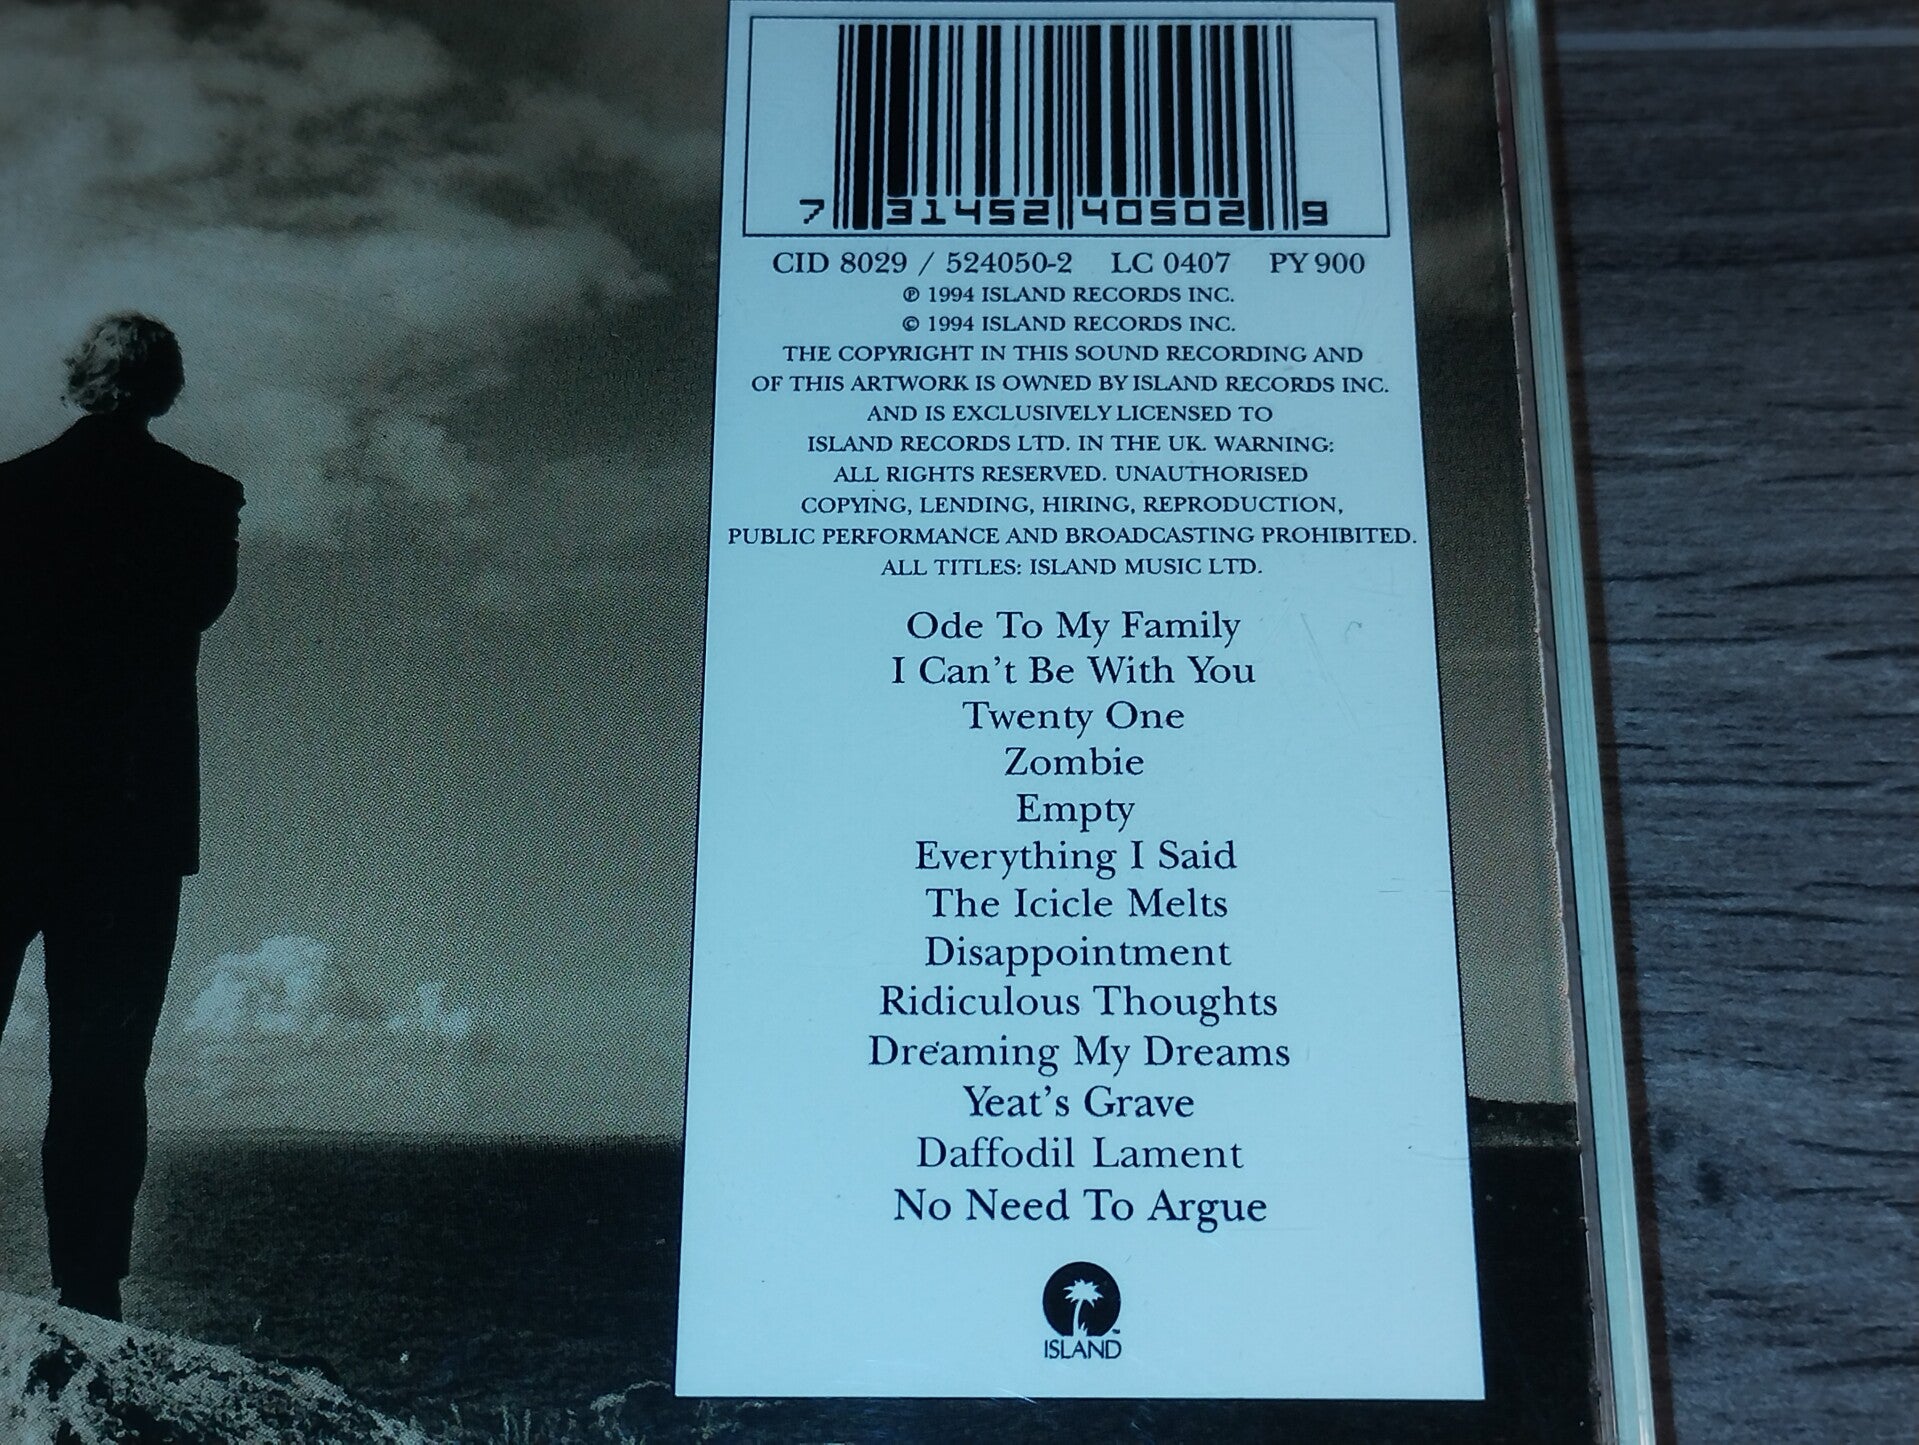 7 31452 40502 9
CID 8029 / 524050-2 LC 0407 PY 900
℗ 1994 ISLAND RECORDS INC.
© 1994 ISLAND RECORDS INC.
THE COPYRIGHT IN THIS SOUND RECORDING AND
OF THIS ARTWORK IS OWNED BY ISLAND RECORDS INC.
AND IS EXCLUSIVELY LICENSED TO
ISLAND RECORDS LTD. IN THE UK. WARNING:
ALL RIGHTS RESERVED. UNAUTHORISED
COPYING, LENDING, HIRING, REPRODUCTION,
PUBLIC PERFORMANCE AND BROADCASTING PROHIBITED.
ALL TITLES: ISLAND MUSIC LTD.
Ode To My Family
I Can't Be With You
Twenty One
Zombie
Empty
Everything I Said
The Icicle Melts
Disappointment
Ridiculous Thoughts
Dreaming My Dreams
Yeat's Grave
Daffodil Lament
No Need To Argue
ISLAND™